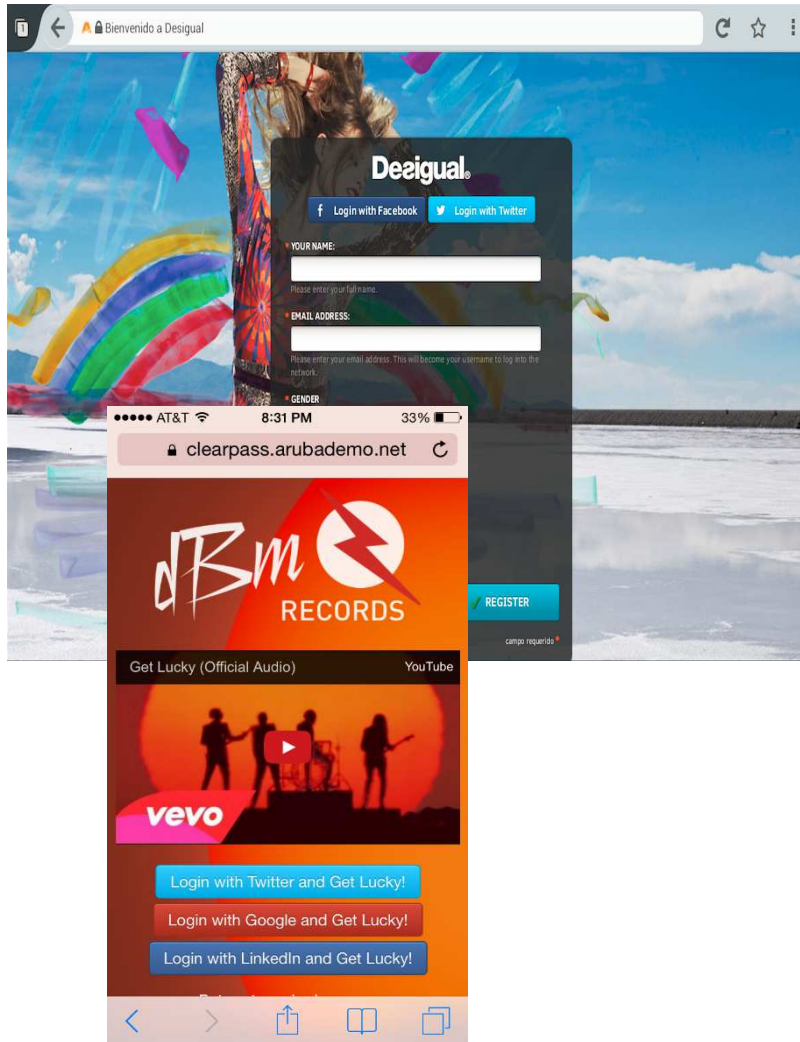 1
Bienvenido a Desigual
Desigual®
f Login with Facebook
Login with Twitter
* YOUR NAME:
Please enter your full name.
* EMAIL ADDRESS:
Please enter your email address. This will become your username to log into the
network.
* GENDER
REGISTER
campo requerido *
AT&T 8:31 PM 33%
clearpass.arubademo.net
dBm
RECORDS
Get Lucky (Official Audio) YouTube
vevo
Login with Twitter and Get Lucky!
Login with Google and Get Lucky!
Login with LinkedIn and Get Lucky!